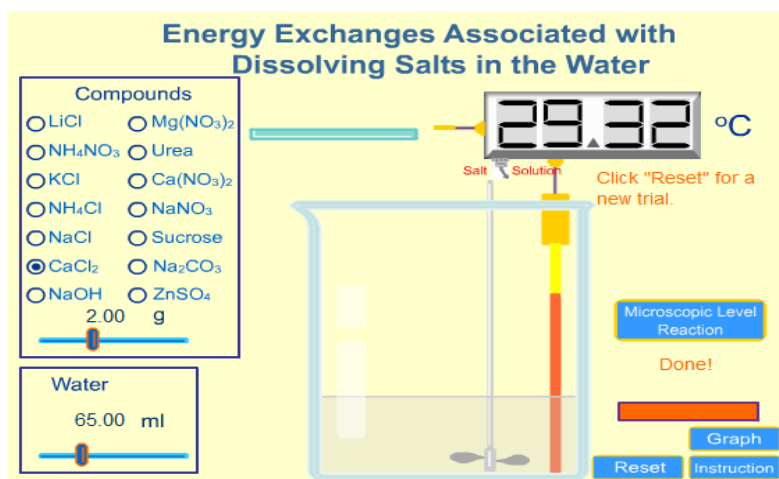 Energy Exchanges Associated with
Dissolving Salts in the Water
Compounds
LiCl
Mg(NO₃)₂
NH₄NO₃
Urea
KCl
Ca(NO₃)₂
NH₄Cl
NaNO₃
NaCl
Sucrose
CaCl₂
Na₂CO₃
NaOH
ZnSO₄
2.00 g
Water
65.00 ml
29.32 °C
Salt Solution
Click "Reset" for a
new trial.
Microscopic Level
Reaction
Done!
Graph
Reset
Instruction